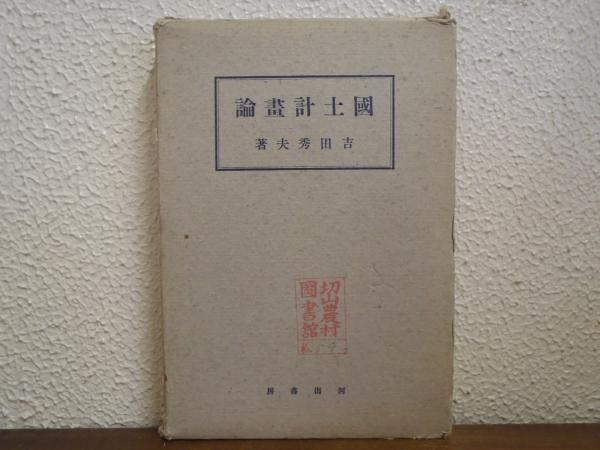 論畫計土國
著夫秀田吉
切山農村
圖書館
房書出河